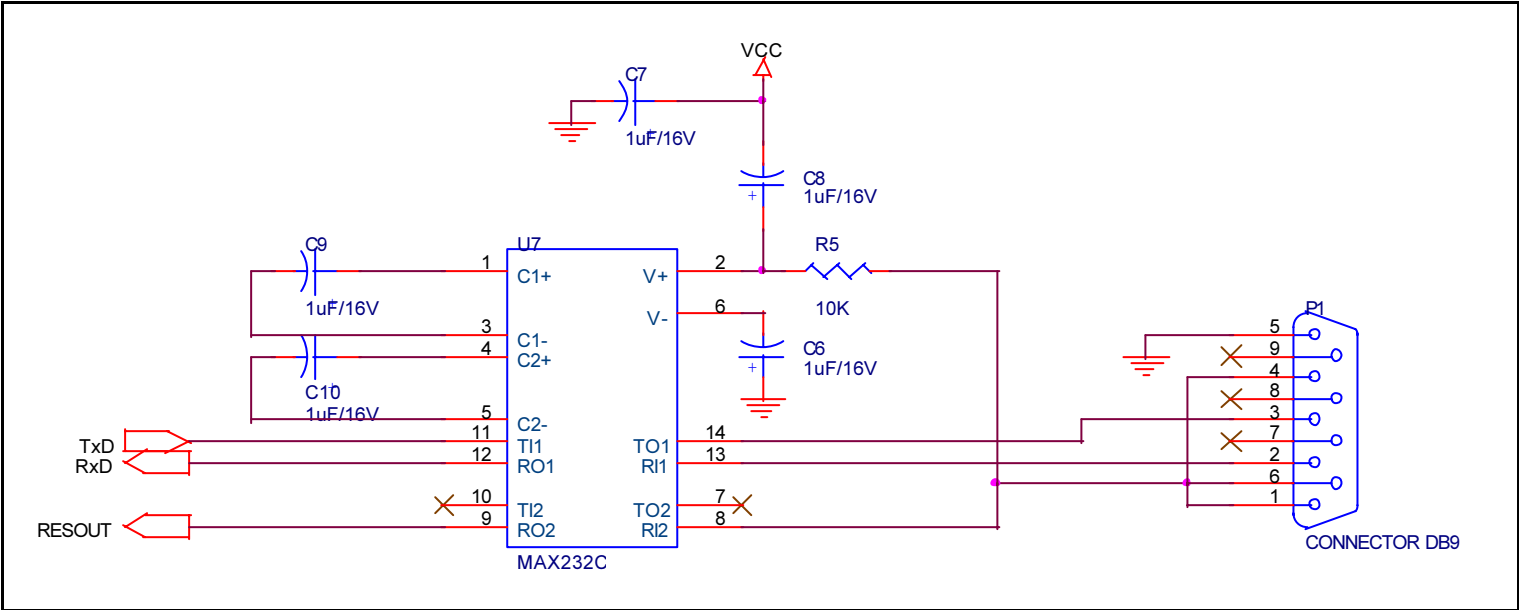 VCC
C7
1uF/16V
+
C8
1uF/16V
+
C9
1uF/16V
+
U7
R5
10K
1
C1+
V+
2
V-
6
3
C1-
4
C2+
C10
1uF/16V
+
C6
1uF/16V
+
5
C2-
TxD
11
TI1
TO1
14
RxD
12
RO1
RI1
13
10
TI2
TO2
7
RESOUT
9
RO2
RI2
8
MAX232C
P1
5
9
4
8
3
7
2
6
1
CONNECTOR DB9